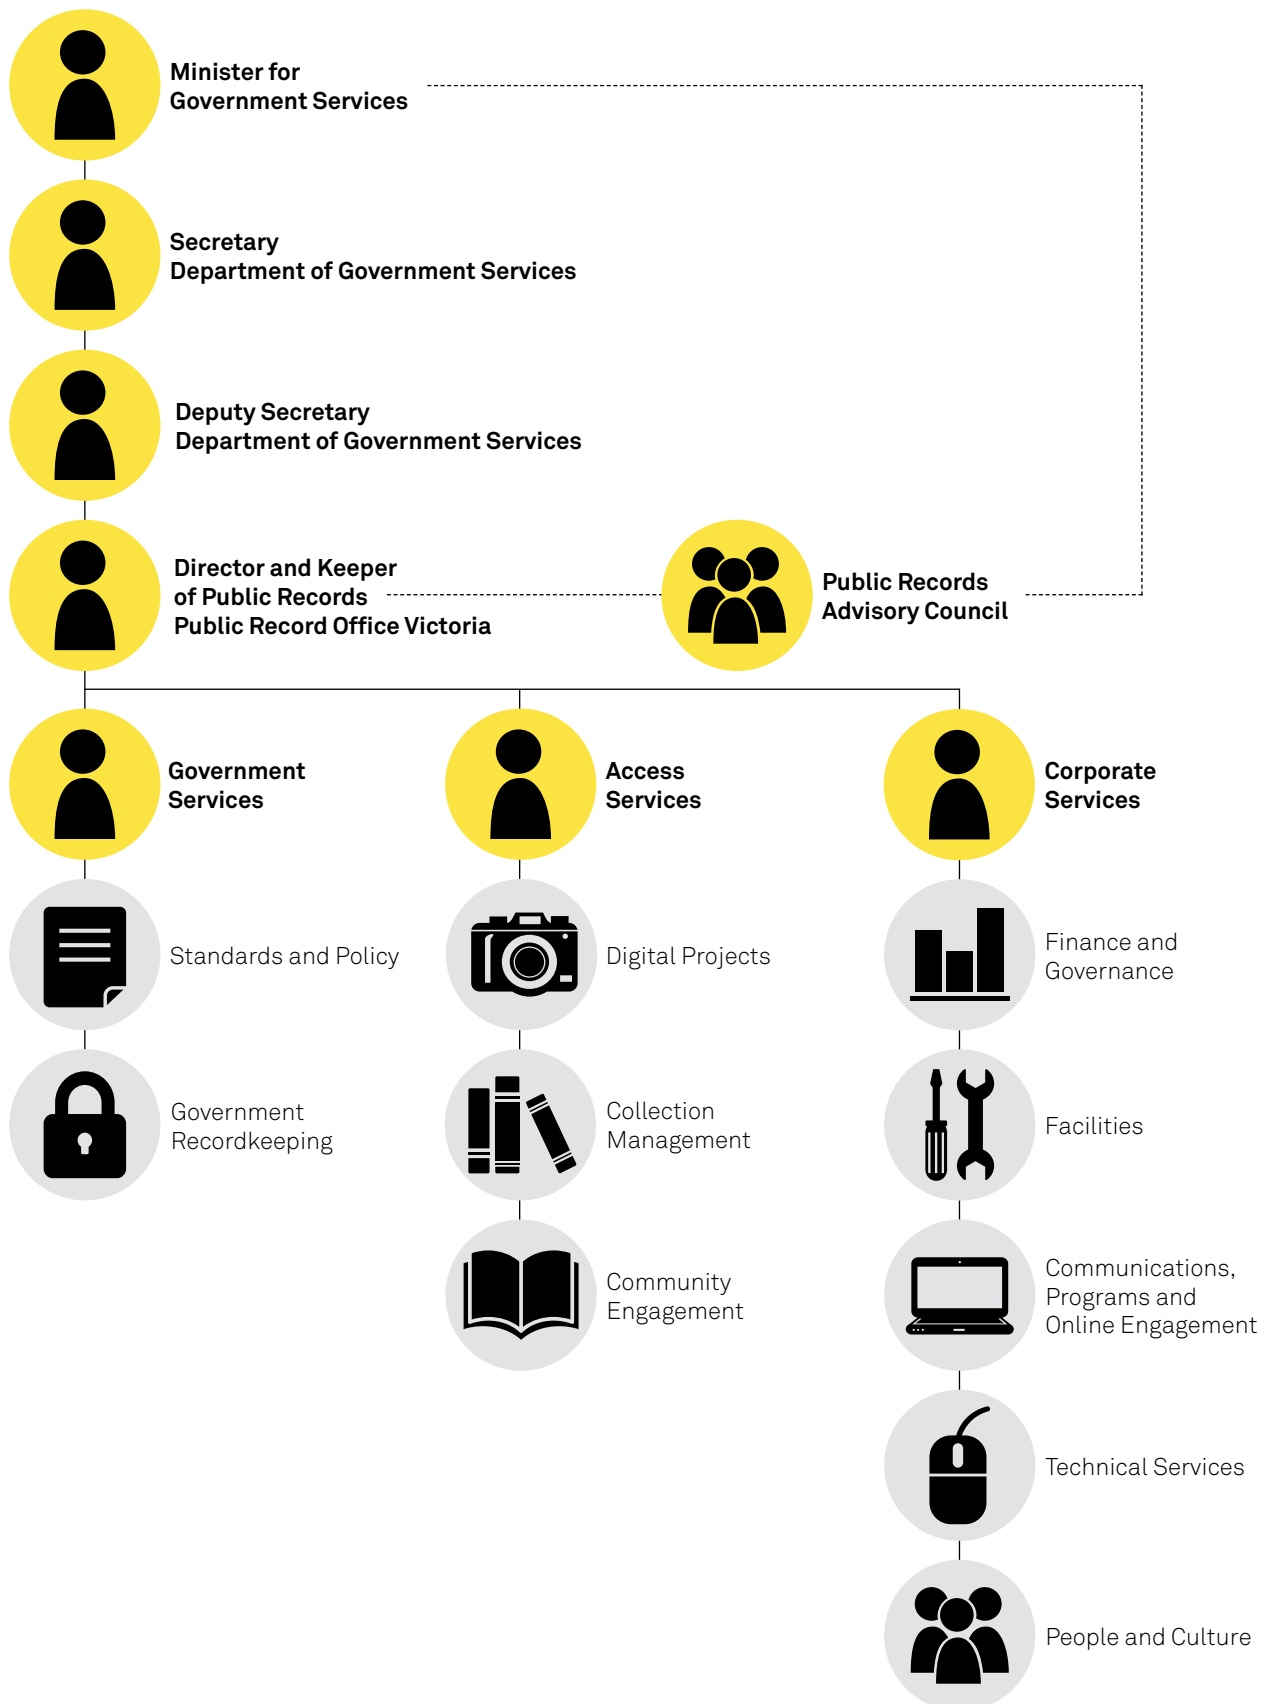 Minister for
Government Services
Secretary
Department of Government Services
Deputy Secretary
Department of Government Services
Director and Keeper
of Public Records
Public Record Office Victoria
Public Records
Advisory Council
Government
Services
Access
Services
Corporate
Services
Standards and Policy
Digital Projects
Finance and
Governance
Government
Recordkeeping
Collection
Management
Facilities
Community
Engagement
Communications,
Programs and
Online Engagement
Technical Services
People and Culture